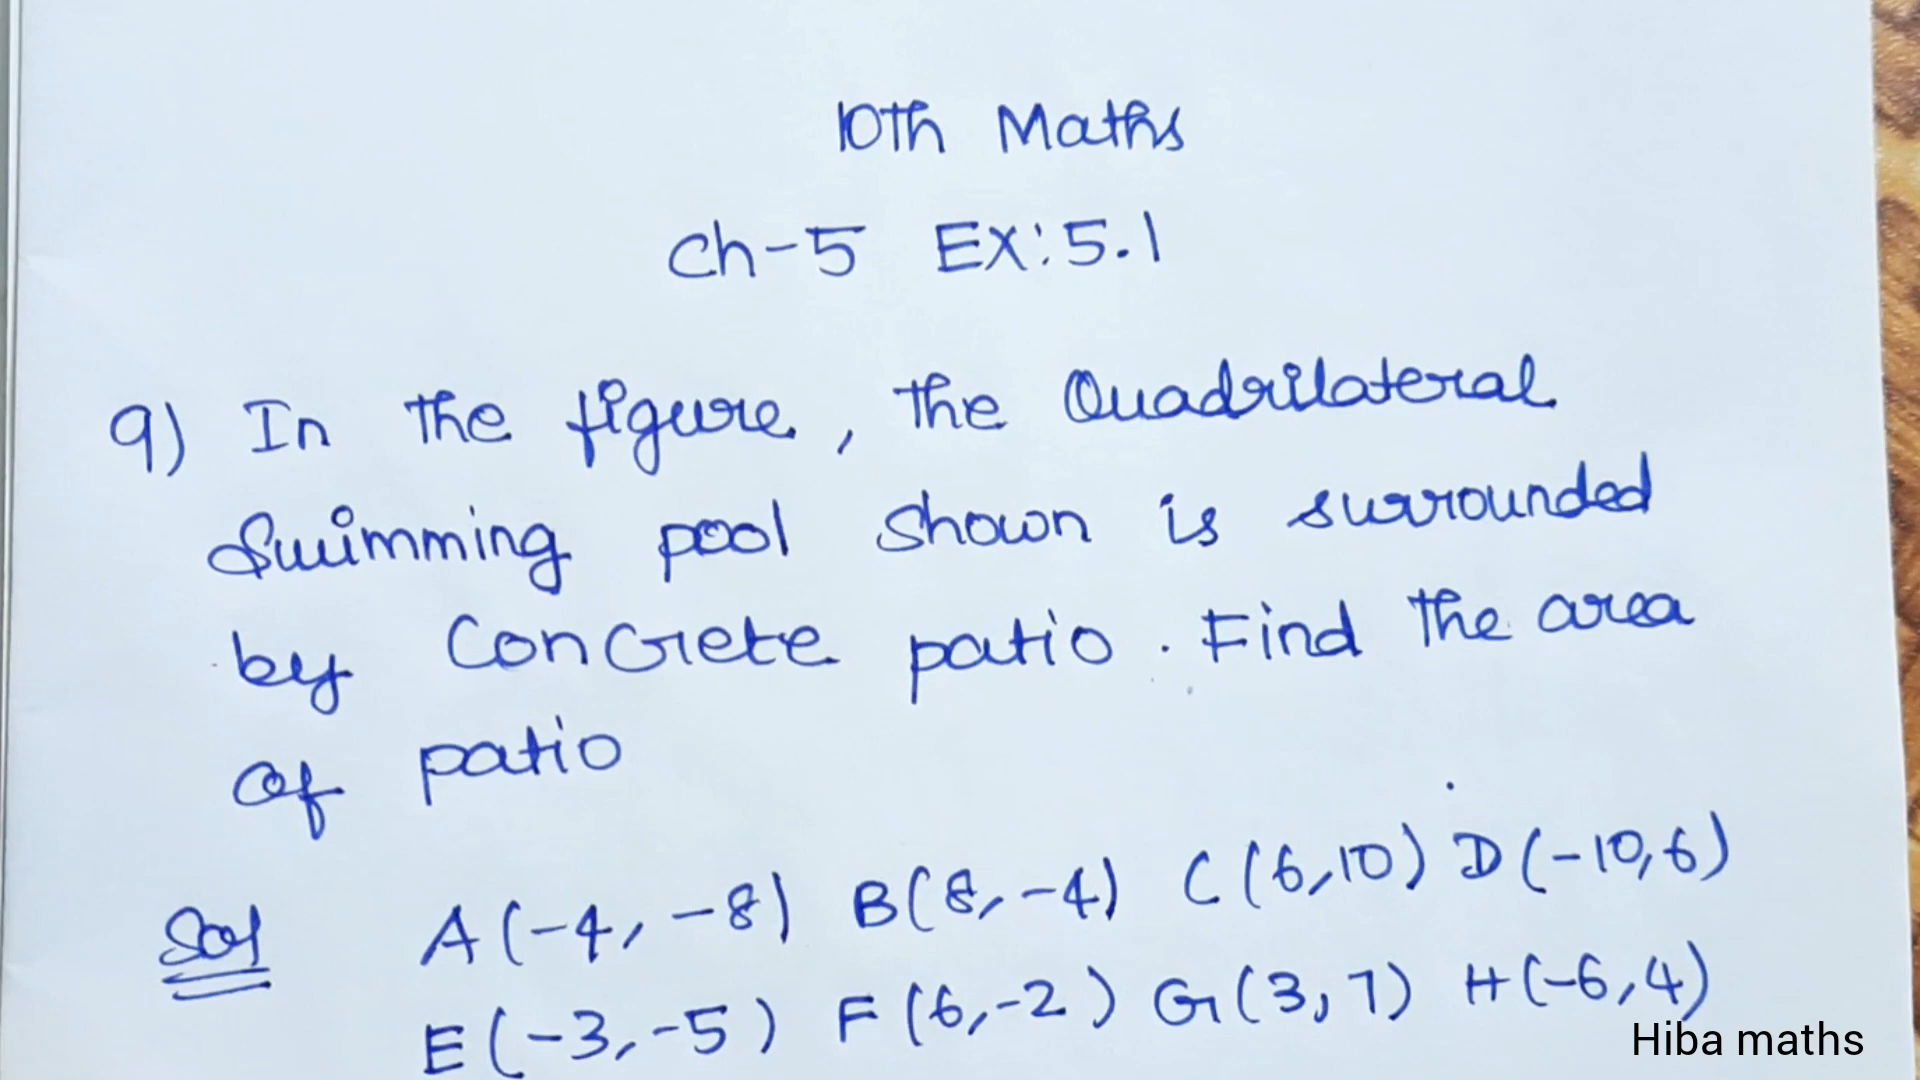 10th Maths
Ch-5 EX:5.1
9) In the figure, the Quadrilateral
Swimming pool shown is surrounded
by Concrete patio. Find the area
of patio
Sol A(-4,-8) B(8,-4) C(6,10) D(-10,6)
E(-3,-5) F(6,-2) G(3,7) H(-6,4)
Hiba maths